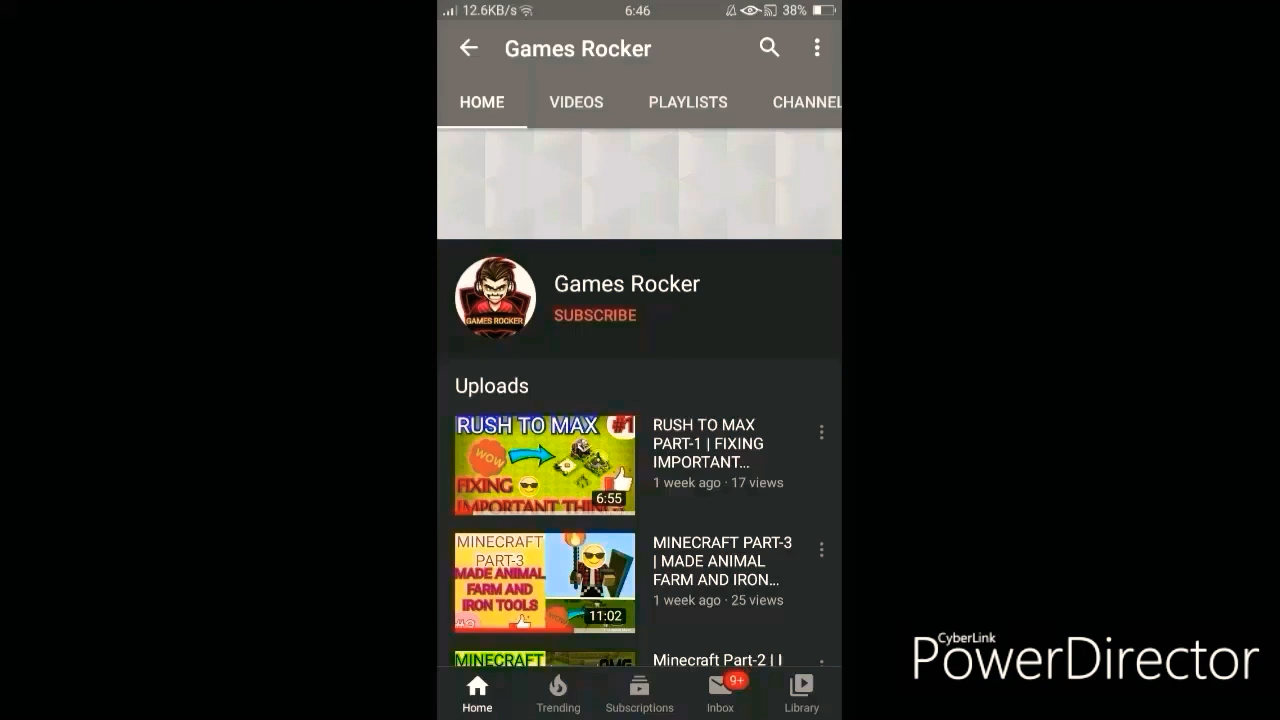 12.6KB/s
6:46
38%
Games Rocker
HOME
VIDEOS
PLAYLISTS
CHANNEL
GAMES ROCKER
Games Rocker
SUBSCRIBE
Uploads
RUSH TO MAX #1
WOW
FIXING
IMPORTANT THING
6:55
RUSH TO MAX
PART-1 | FIXING
IMPORTANT...
1 week ago · 17 views
MINECRAFT
PART-3
MADE ANIMAL
FARM AND
IRON TOOLS
WOW
11:02
MINECRAFT PART-3
| MADE ANIMAL
FARM AND IRON...
1 week ago · 25 views
MINECRAFT
Minecraft Part-2 | I
Home
Trending
Subscriptions
9+
Inbox
Library
CyberLink
PowerDirector